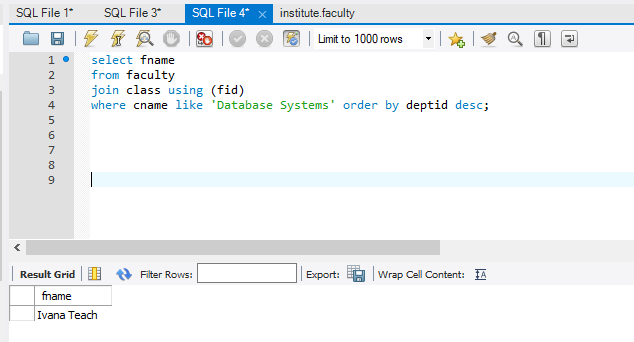 SQL File 1* SQL File 3* SQL File 4* × institute.faculty
Limit to 1000 rows
1 select fname
2 from faculty
3 join class using (fid)
4 where cname like 'Database Systems' order by deptid desc;
5
6
7
8
9
Result Grid Filter Rows: Export: Wrap Cell Content: IA
fname
Ivana Teach